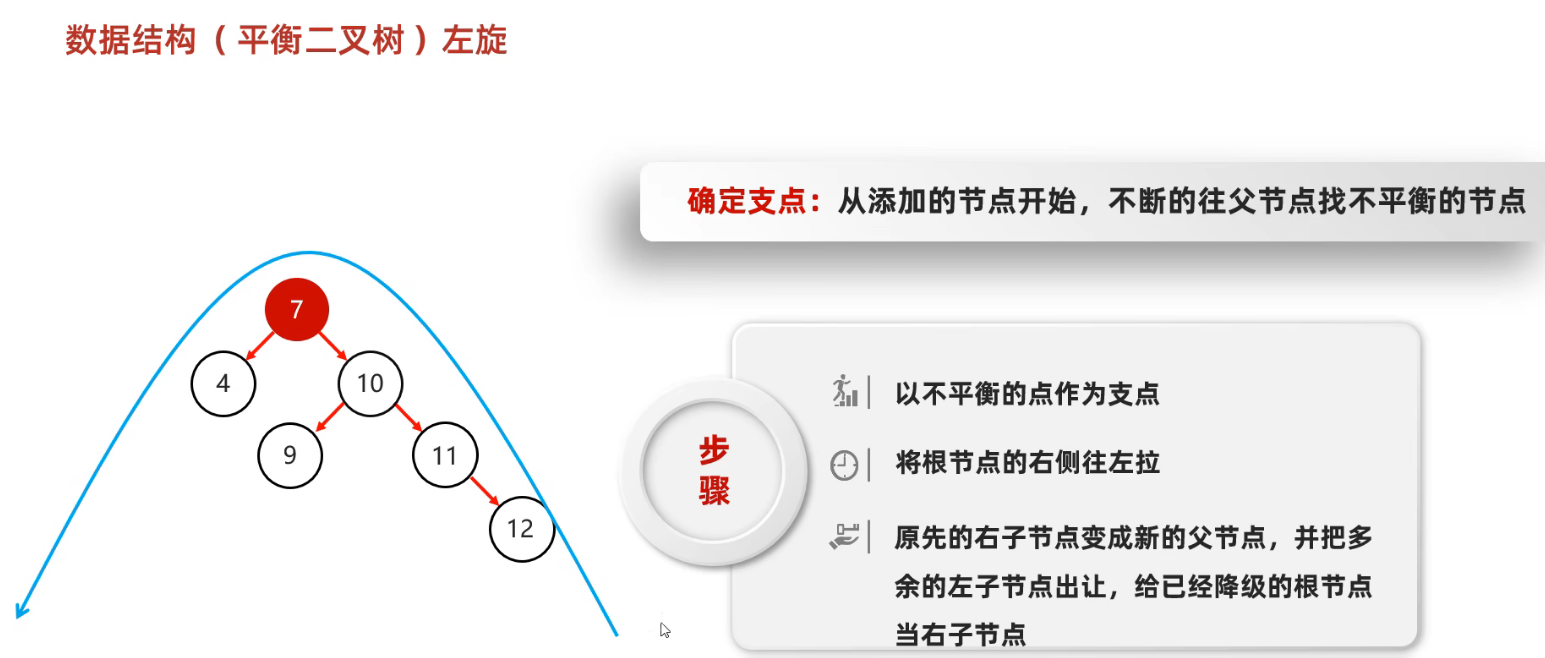 数据结构（平衡二叉树）左旋
确定支点：从添加的节点开始，不断的往父节点找不平衡的节点
7
4
10
9
11
12
步
骤
以不平衡的点作为支点
将根节点的右侧往左拉
原先的右子节点变成新的父节点，并把多
余的左子节点出让，给已经降级的根节点
当右子节点